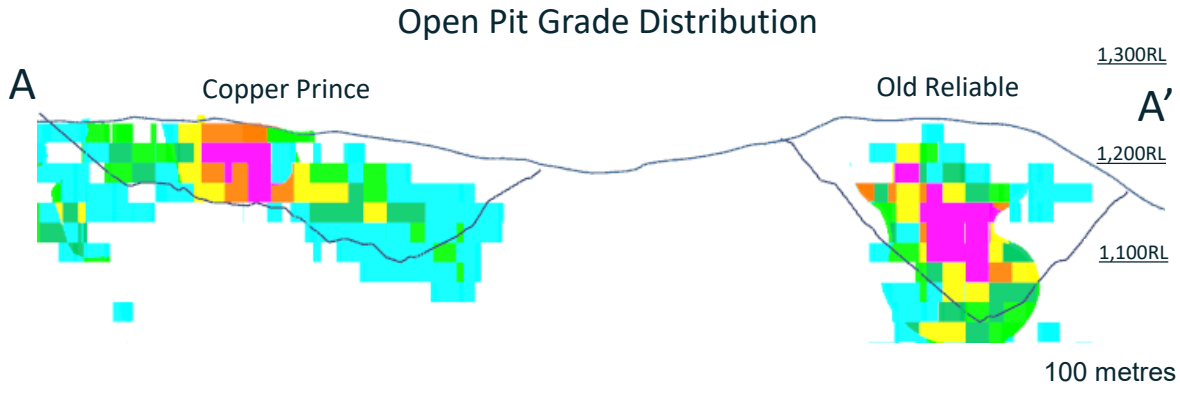 Open Pit Grade Distribution
1,300RL
A
Copper Prince
Old Reliable
A’
1,200RL
1,100RL
100 metres